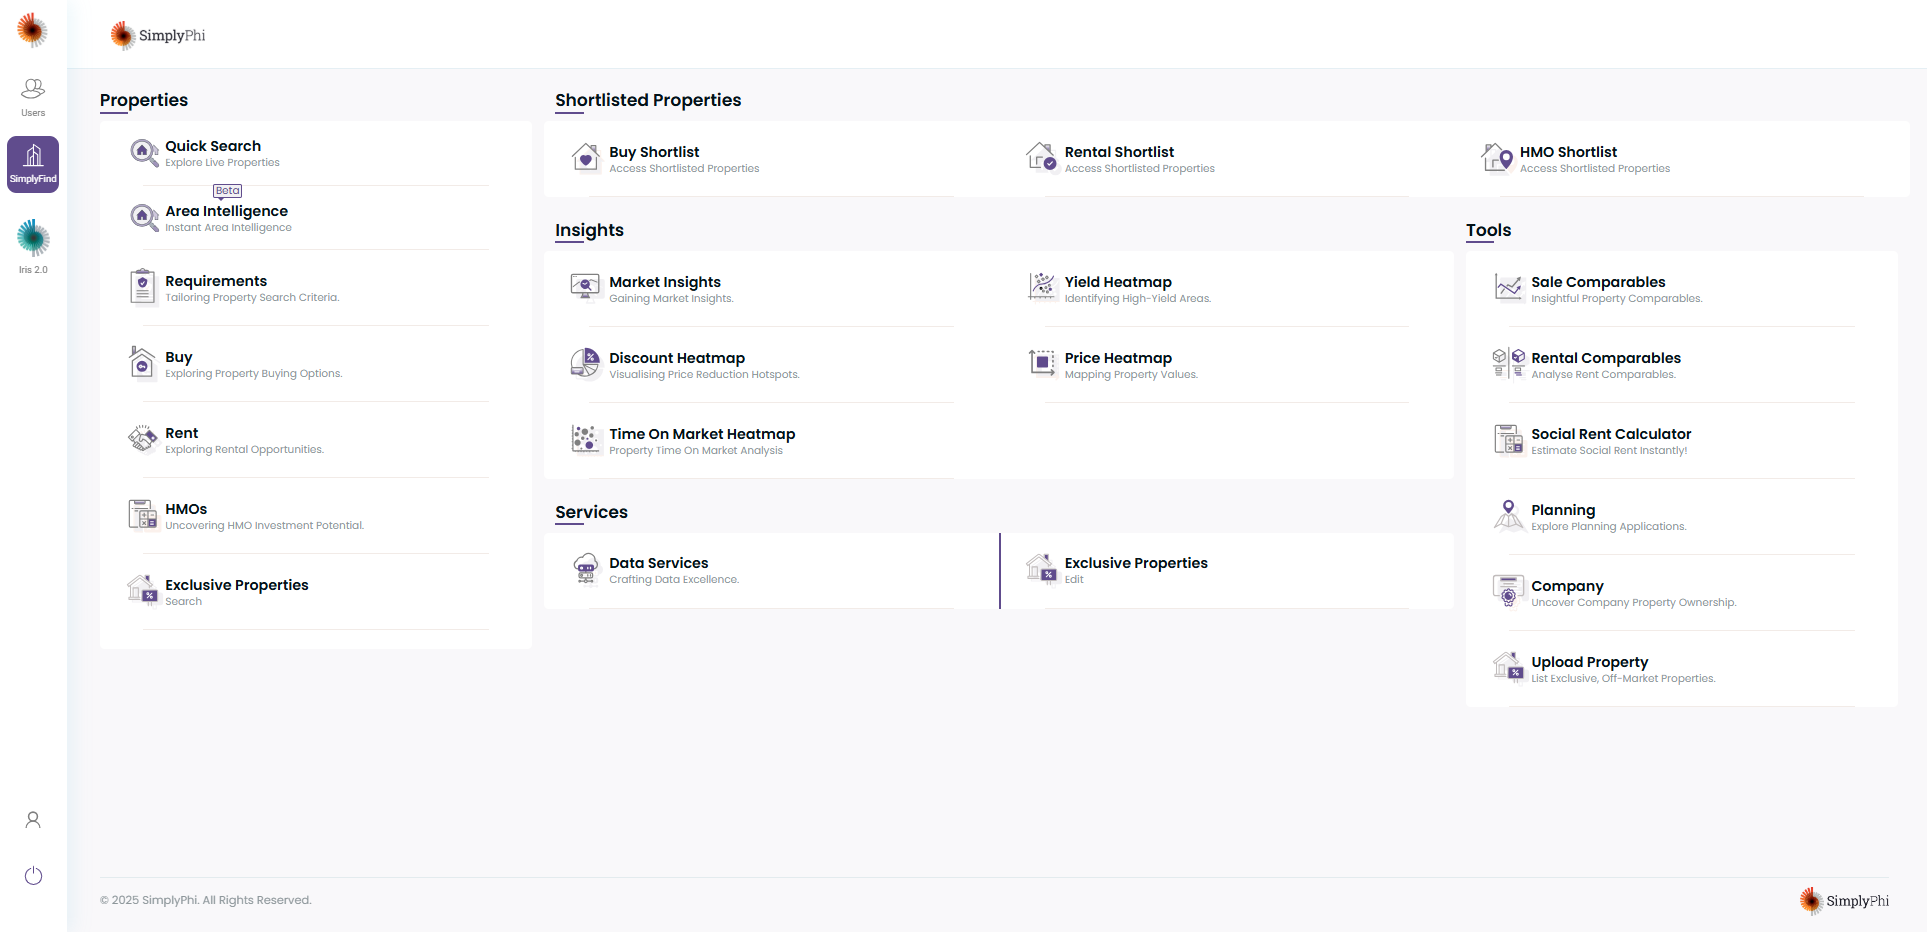 SimplyPhi
Users
SimplyFind
Iris 2.0
Properties
Quick Search
Explore Live Properties
Beta
Area Intelligence
Instant Area Intelligence
Requirements
Tailoring Property Search Criteria.
Buy
Exploring Property Buying Options.
Rent
Exploring Rental Opportunities.
HMOs
Uncovering HMO Investment Potential.
Exclusive Properties
Search
Shortlisted Properties
Buy Shortlist
Access Shortlisted Properties
Rental Shortlist
Access Shortlisted Properties
HMO Shortlist
Access Shortlisted Properties
Insights
Market Insights
Gaining Market Insights.
Yield Heatmap
Identifying High-Yield Areas.
Discount Heatmap
Visualising Price Reduction Hotspots.
Price Heatmap
Mapping Property Values.
Time On Market Heatmap
Property Time On Market Analysis
Services
Data Services
Crafting Data Excellence.
Exclusive Properties
Edit
Tools
Sale Comparables
Insightful Property Comparables.
Rental Comparables
Analyse Rent Comparables.
Social Rent Calculator
Estimate Social Rent Instantly!
Planning
Explore Planning Applications.
Company
Uncover Company Property Ownership.
Upload Property
List Exclusive, Off-Market Properties.
© 2025 SimplyPhi. All Rights Reserved.
SimplyPhi